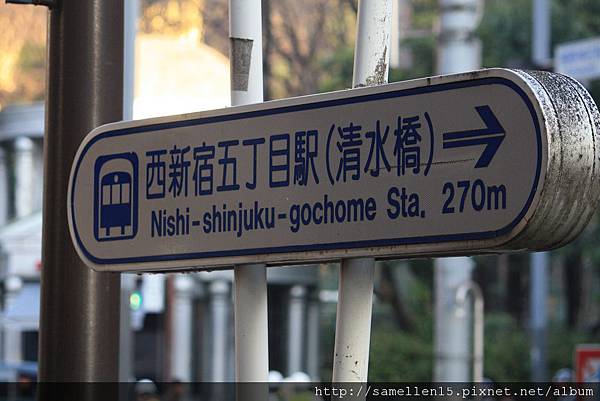 西新宿五丁目駅(清水橋)
Nishi-shinjuku-gochome Sta. 270m
http://samellen15.pixnet.net/album